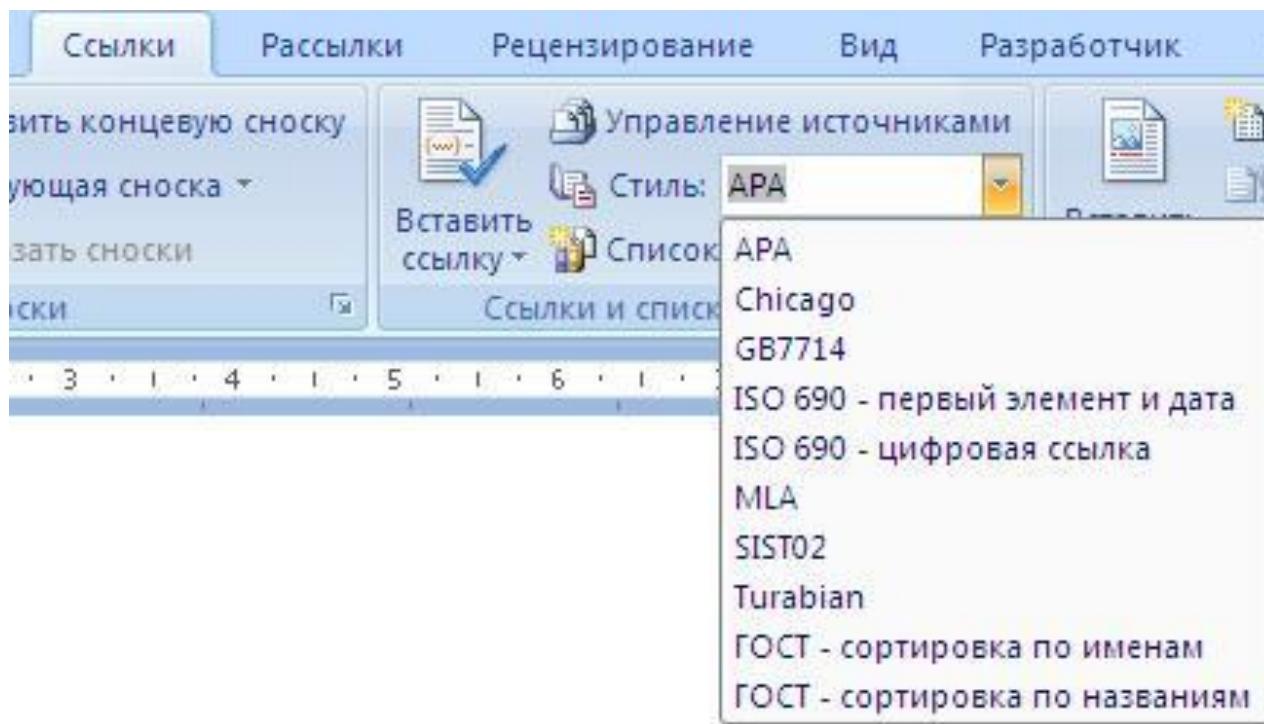 Ссылки Рассылки Рецензирование Вид Разработчик
вить концевую сноску
ующая сноска
зать сноски
ски
Вставить
ссылку
Управление источниками
Стиль: APA
Список
Ссылки и списк
APA
Chicago
GB7714
ISO 690 - первый элемент и дата
ISO 690 - цифровая ссылка
MLA
SIST02
Turabian
ГОСТ - сортировка по именам
ГОСТ - сортировка по названиям
3 4 5 6